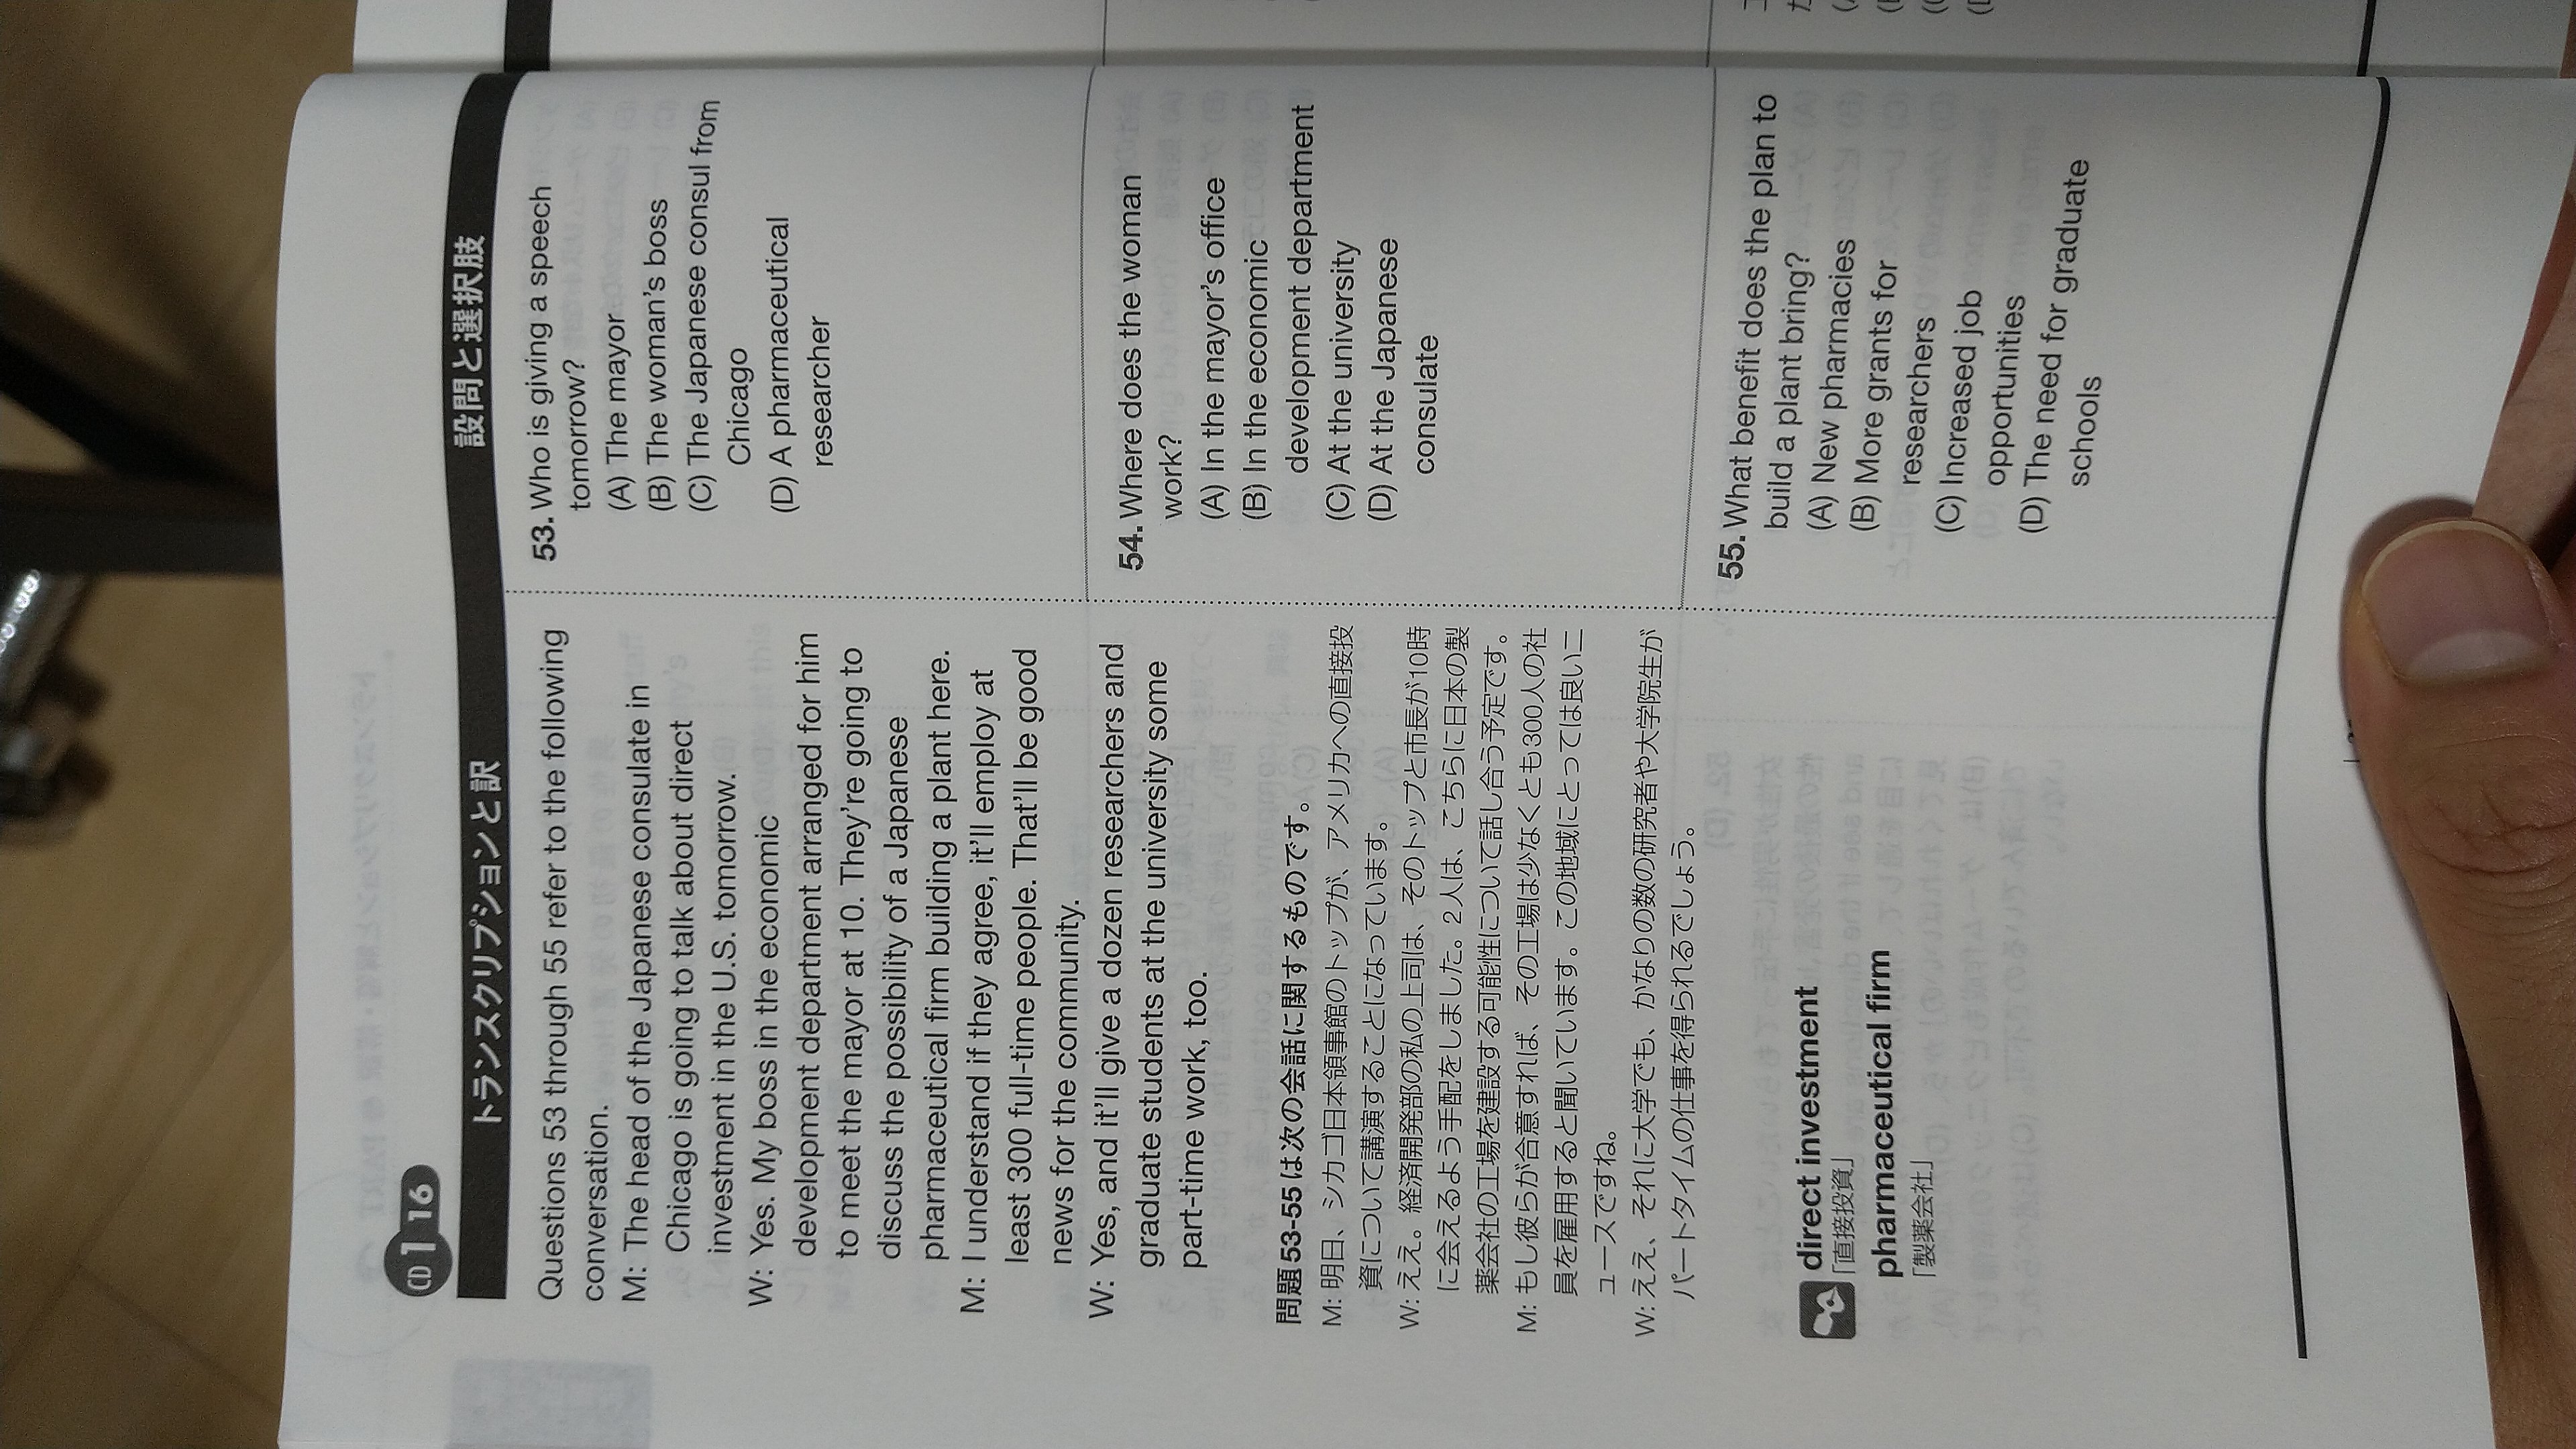 CD 1 16
トランスクリプションと訳
Questions 53 through 55 refer to the following
conversation.
M: The head of the Japanese consulate in
Chicago is going to talk about direct
investment in the U.S. tomorrow.
W: Yes. My boss in the economic
development department arranged for him
to meet the mayor at 10. They're going to
discuss the possibility of a Japanese
pharmaceutical firm building a plant here.
M: I understand if they agree, it'll employ at
least 300 full-time people. That'll be good
news for the community.
W: Yes, and it'll give a dozen researchers and
graduate students at the university some
part-time work, too.
問題53-55は次の会話に関するものです。
M: 明日、シカゴ日本領事館のトップが、アメリカへの直接投
資について講演することになっています。
W: ええ。経済開発部の私の上司は、そのトップと市長が10時
に会えるよう手配をしました。2人は、こちらに日本の製
薬会社の工場を建設する可能性について話し合う予定です。
M: もし彼らが合意すれば、その工場は少なくとも300人の社
員を雇用すると聞いています。この地域にとっては良いニ
ュースですね。
W: ええ、それに大学でも、かなりの数の研究者や大学院生が
パートタイムの仕事を得られるでしょう。
direct investment
「直接投資」
pharmaceutical firm
「製薬会社」
設問と選択肢
53. Who is giving a speech
tomorrow?
(A) The mayor
(B) The woman's boss
(C) The Japanese consul from
Chicago
(D) A pharmaceutical
researcher
54. Where does the woman
work?
(A) In the mayor's office
(B) In the economic
development department
(C) At the university
(D) At the Japanese
consulate
55. What benefit does the plan to
build a plant bring?
(A) New pharmacies
(B) More grants for
researchers
(C) Increased job
opportunities
(D) The need for graduate
schools